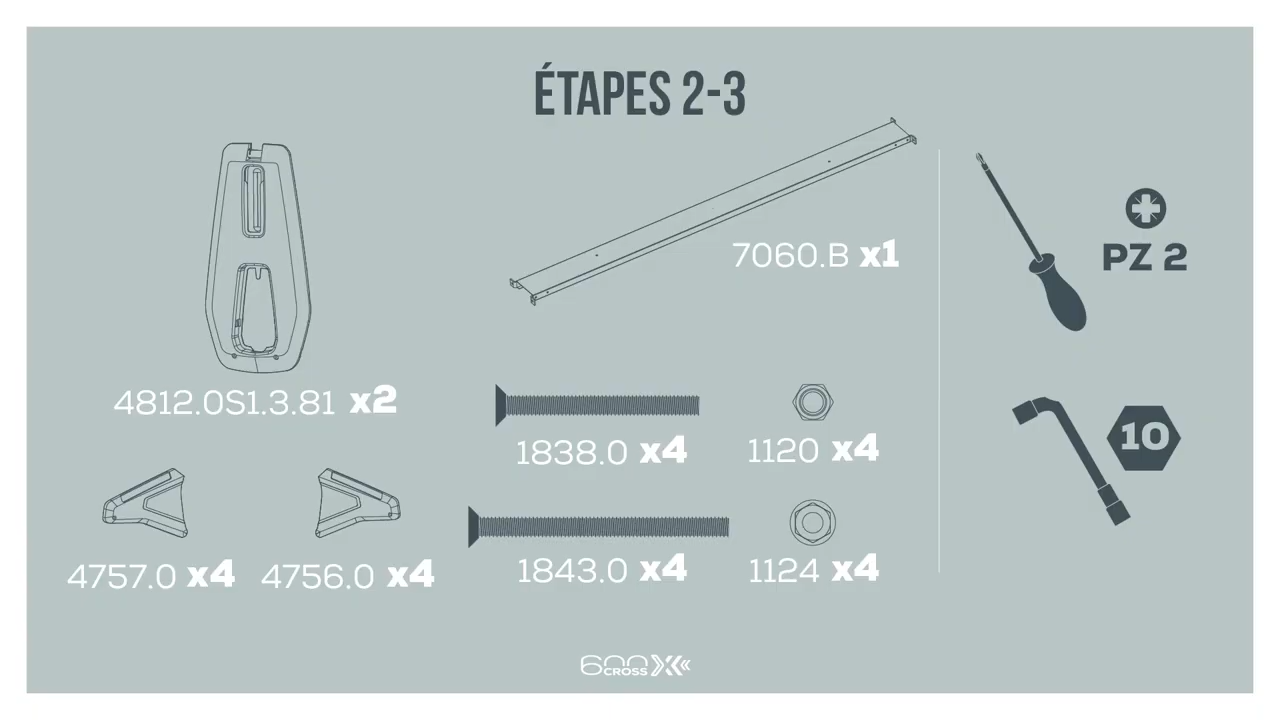 ÉTAPES 2-3
7060.B x1
PZ 2
4812.0S1.3.81 x2
1838.0 x4
1120 x4
10
4757.0 x4
4756.0 x4
1843.0 x4
1124 x4
600 CROSS X